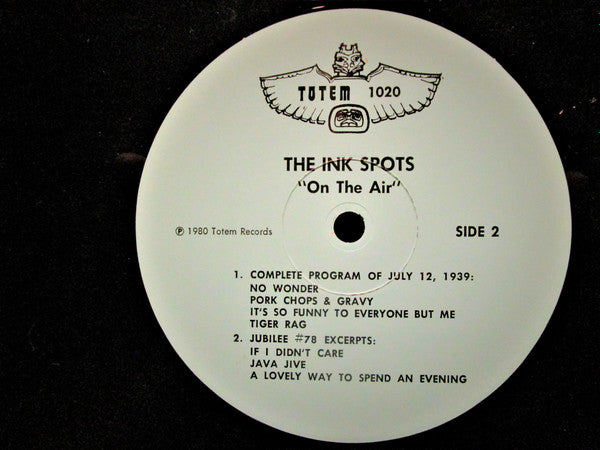 TOTEM 1020
THE INK SPOTS
"On The Air"
℗ 1980 Totem Records
SIDE 2
1. COMPLETE PROGRAM OF JULY 12, 1939:
NO WONDER
PORK CHOPS & GRAVY
IT'S SO FUNNY TO EVERYONE BUT ME
TIGER RAG
2. JUBILEE #78 EXCERPTS:
IF I DIDN'T CARE
JAVA JIVE
A LOVELY WAY TO SPEND AN EVENING